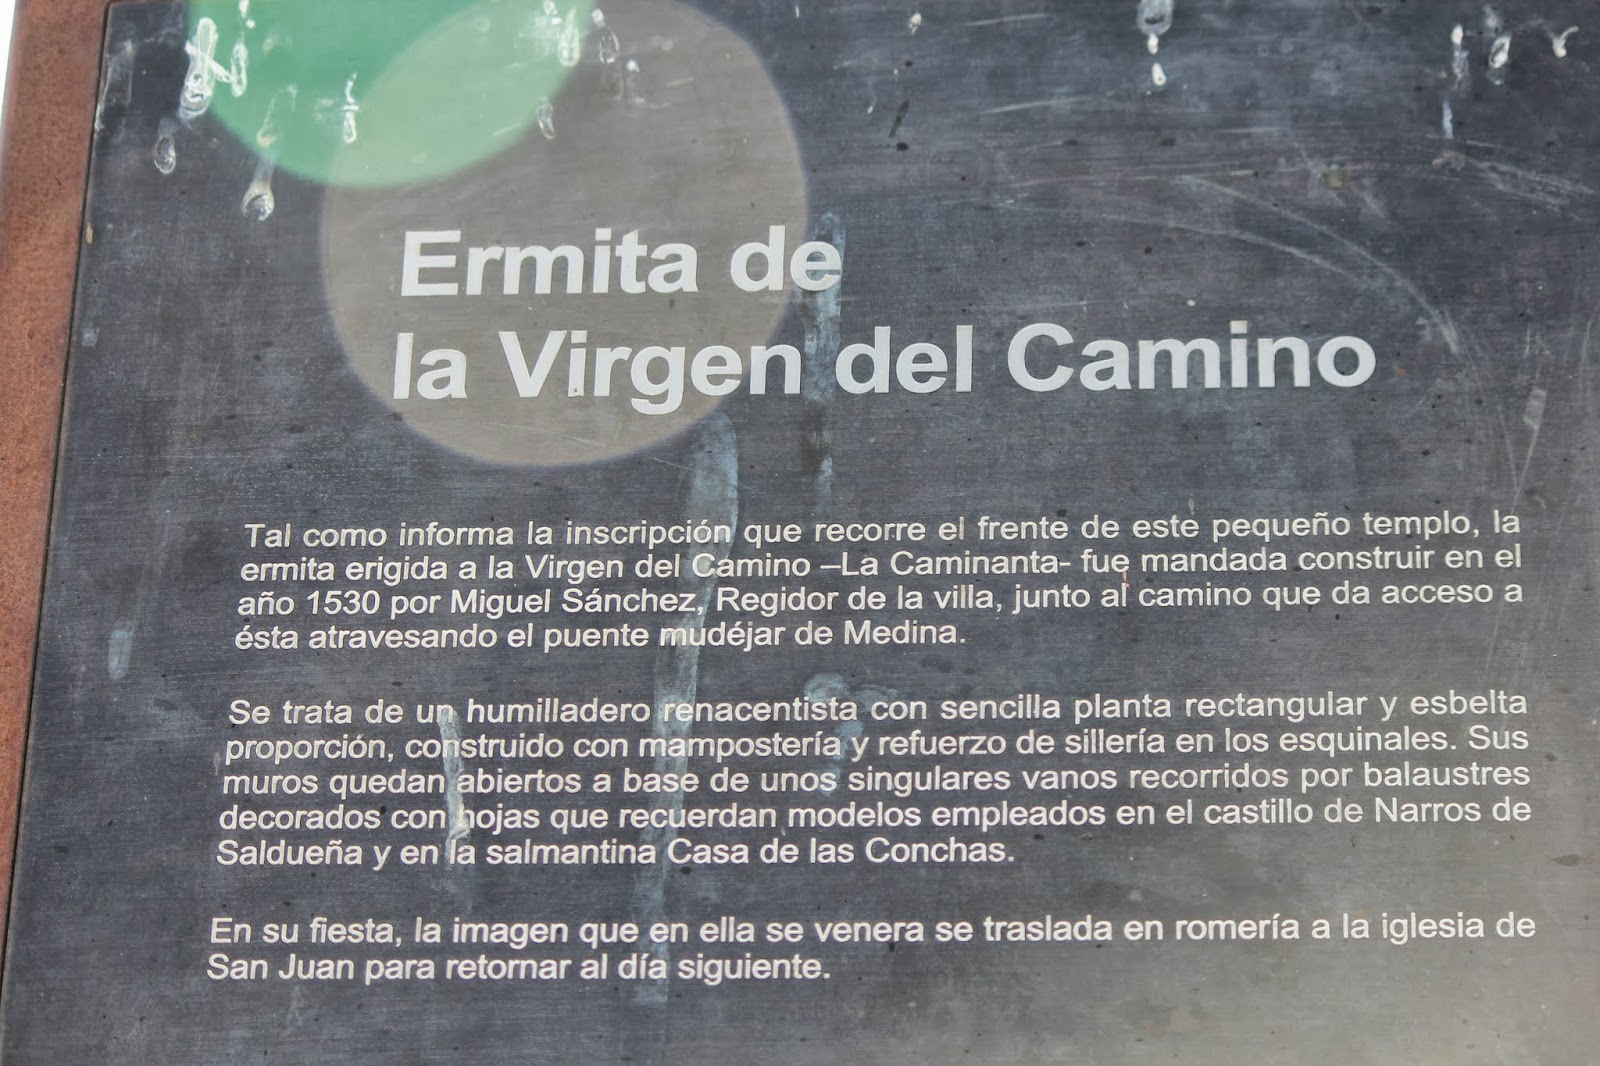 Ermita de
la Virgen del Camino
Tal como informa la inscripción que recorre el frente de este pequeño templo, la
ermita erigida a la Virgen del Camino –La Caminanta- fue mandada construir en el
año 1530 por Miguel Sánchez, Regidor de la villa, junto al camino que da acceso a
ésta atravesando el puente mudéjar de Medina.
Se trata de un humilladero renacentista con sencilla planta rectangular y esbelta
proporción, construido con mampostería y refuerzo de sillería en los esquinales. Sus
muros quedan abiertos a base de unos singulares vanos recorridos por balaustres
decorados con hojas que recuerdan modelos empleados en el castillo de Narros de
Saldueña y en la salmantina Casa de las Conchas.
En su fiesta, la imagen que en ella se venera se traslada en romería a la iglesia de
San Juan para retornar al día siguiente.